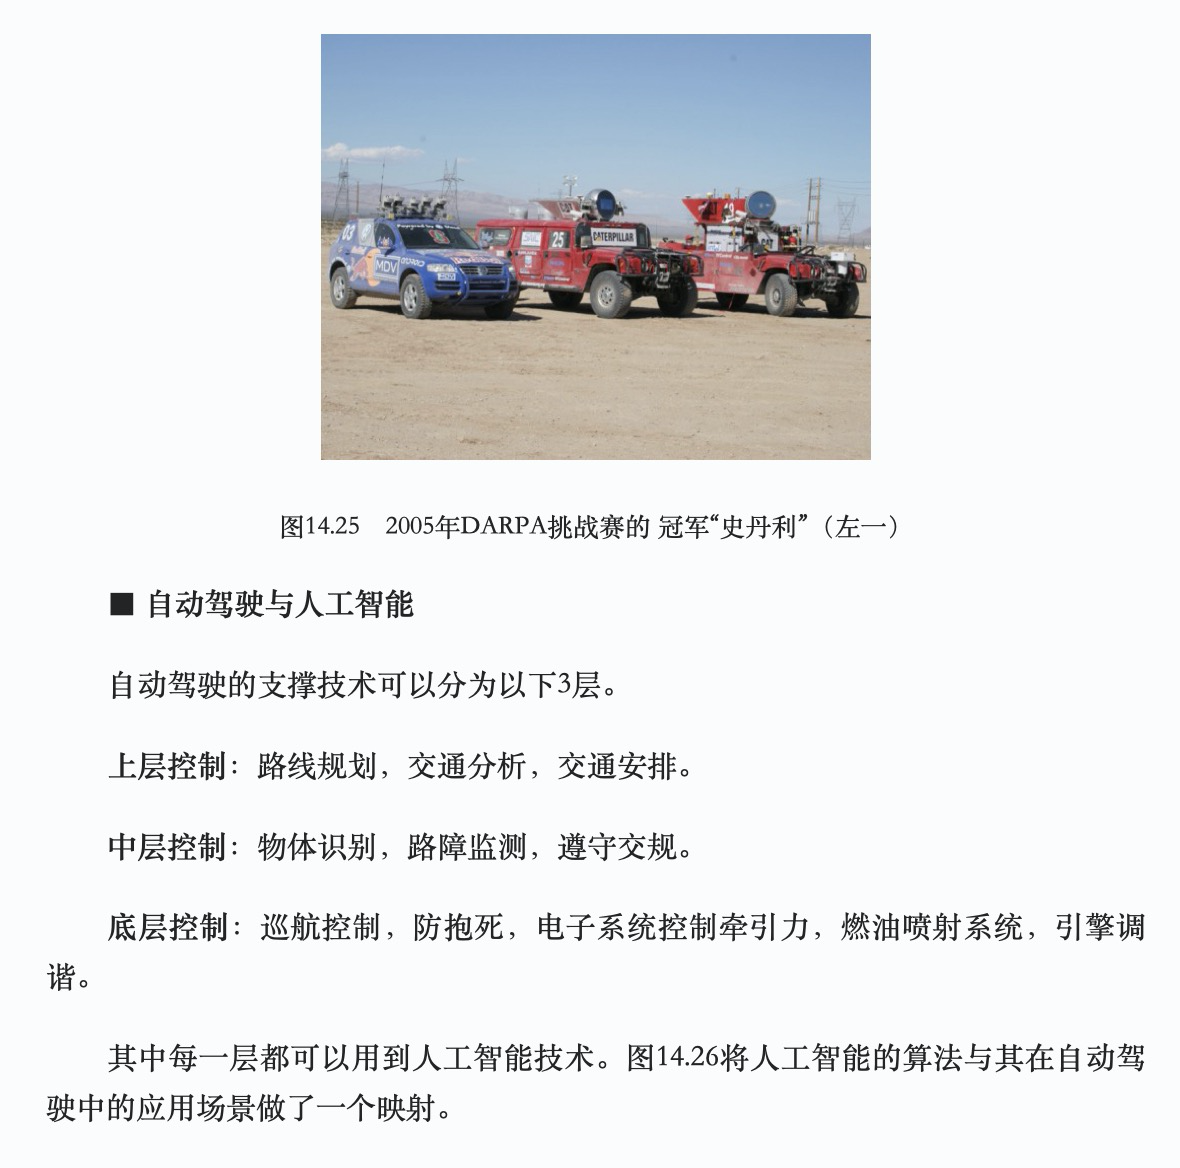 03
MDV
25
CATERPILLAR
CAT
图14.25 2005年DARPA挑战赛的 冠军“史丹利”（左一）
■ 自动驾驶与人工智能
自动驾驶的支撑技术可以分为以下3层。
上层控制：路线规划，交通分析，交通安排。
中层控制：物体识别，路障监测，遵守交规。
底层控制：巡航控制，防抱死，电子系统控制牵引力，燃油喷射系统，引擎调
谐。
其中每一层都可以用到人工智能技术。图14.26将人工智能的算法与其在自动驾
驶中的应用场景做了一个映射。